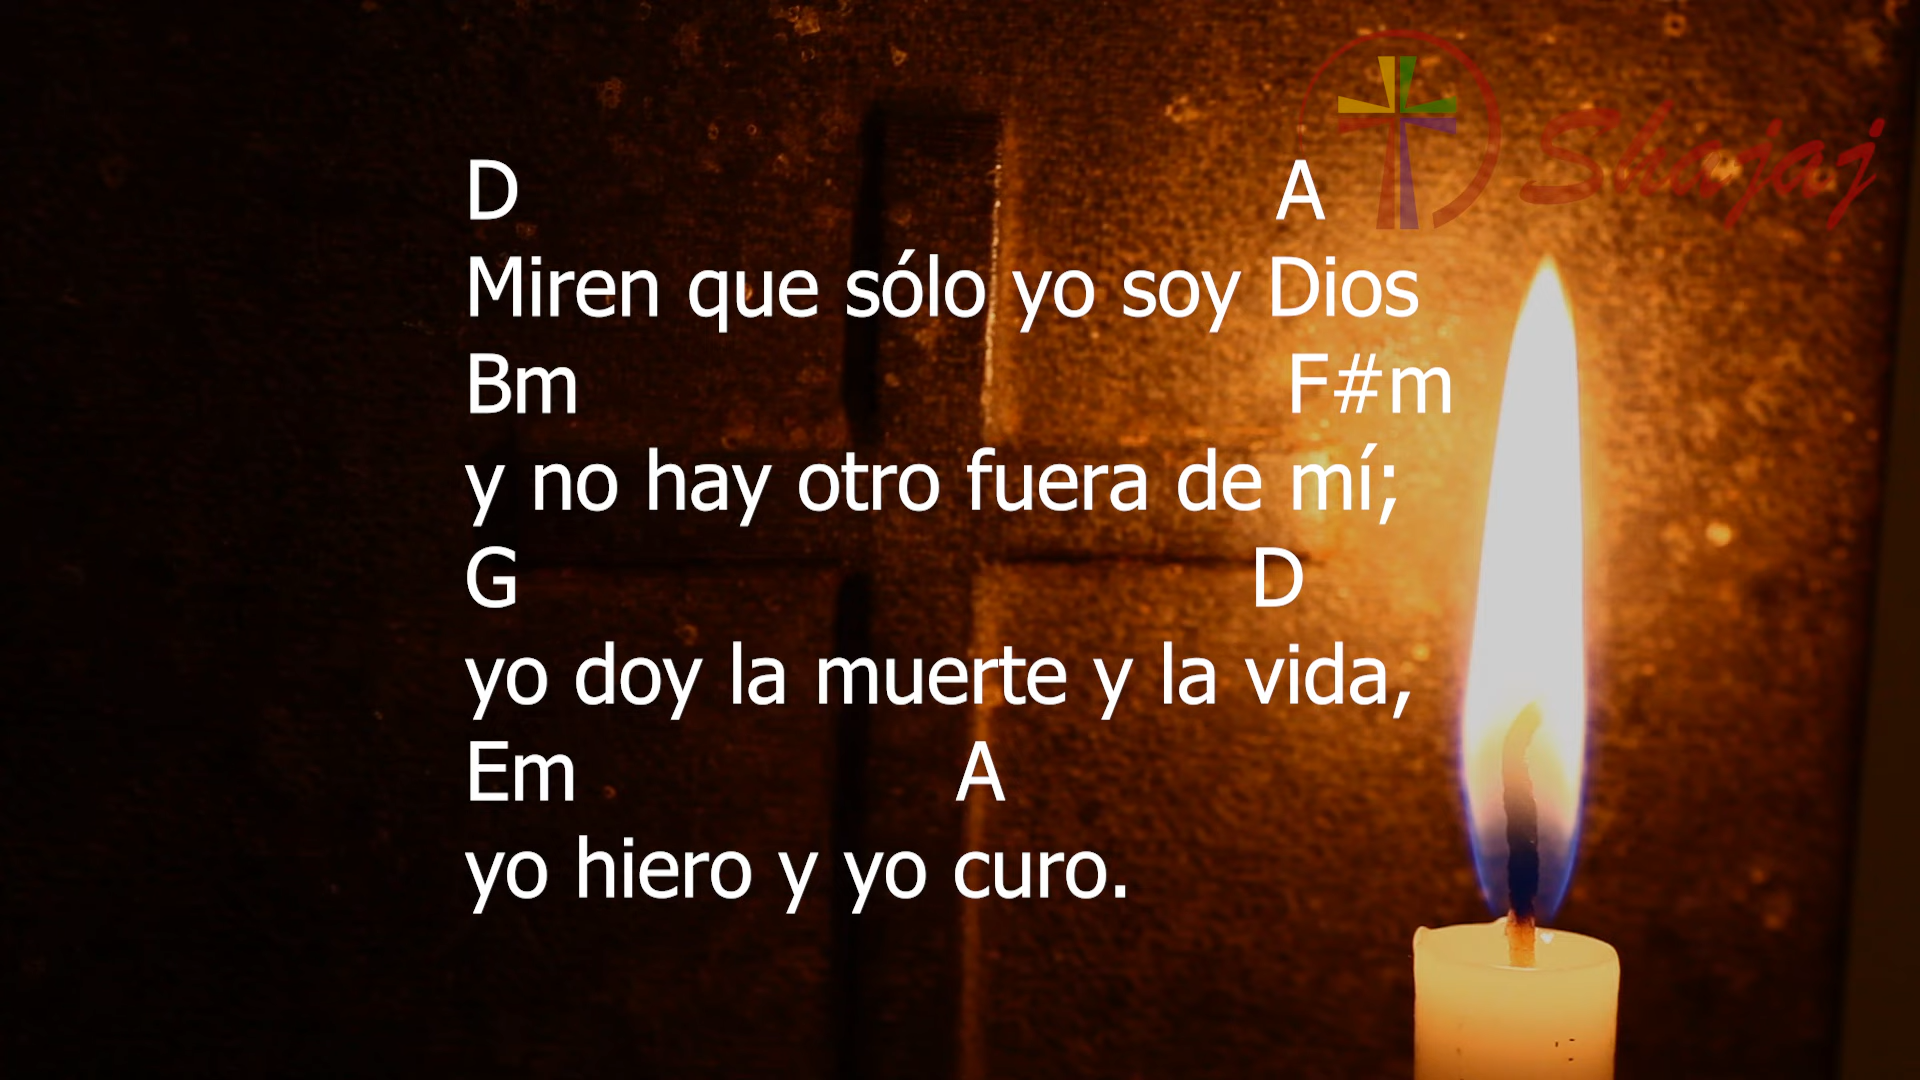 Shajaj
D A
Miren que sólo yo soy Dios
Bm F#m
y no hay otro fuera de mí;
G D
yo doy la muerte y la vida,
Em A
yo hiero y yo curo.